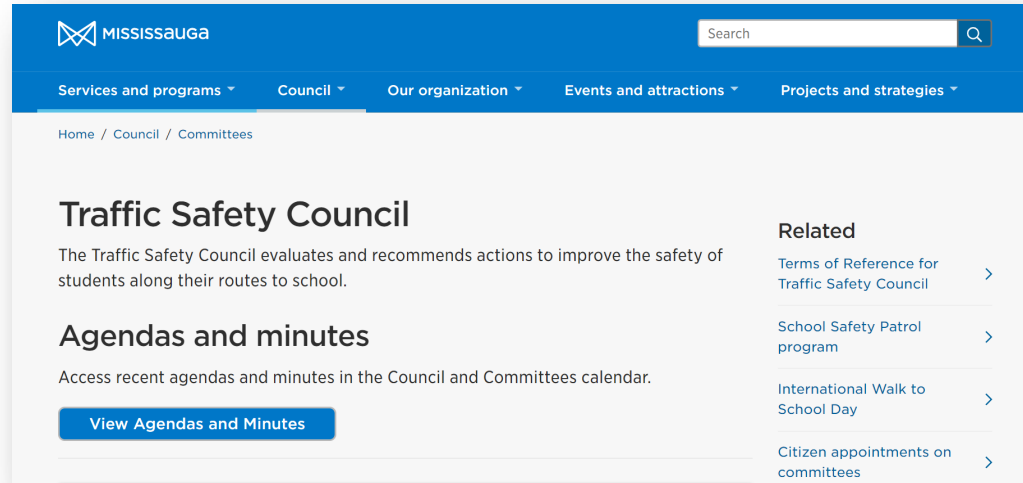 MISSISSAUGA
Search
Services and programs
Council
Our organization
Events and attractions
Projects and strategies
Home / Council / Committees
Traffic Safety Council
The Traffic Safety Council evaluates and recommends actions to improve the safety of
students along their routes to school.
Agendas and minutes
Access recent agendas and minutes in the Council and Committees calendar.
View Agendas and Minutes
Related
Terms of Reference for
Traffic Safety Council
School Safety Patrol
program
International Walk to
School Day
Citizen appointments on
committees